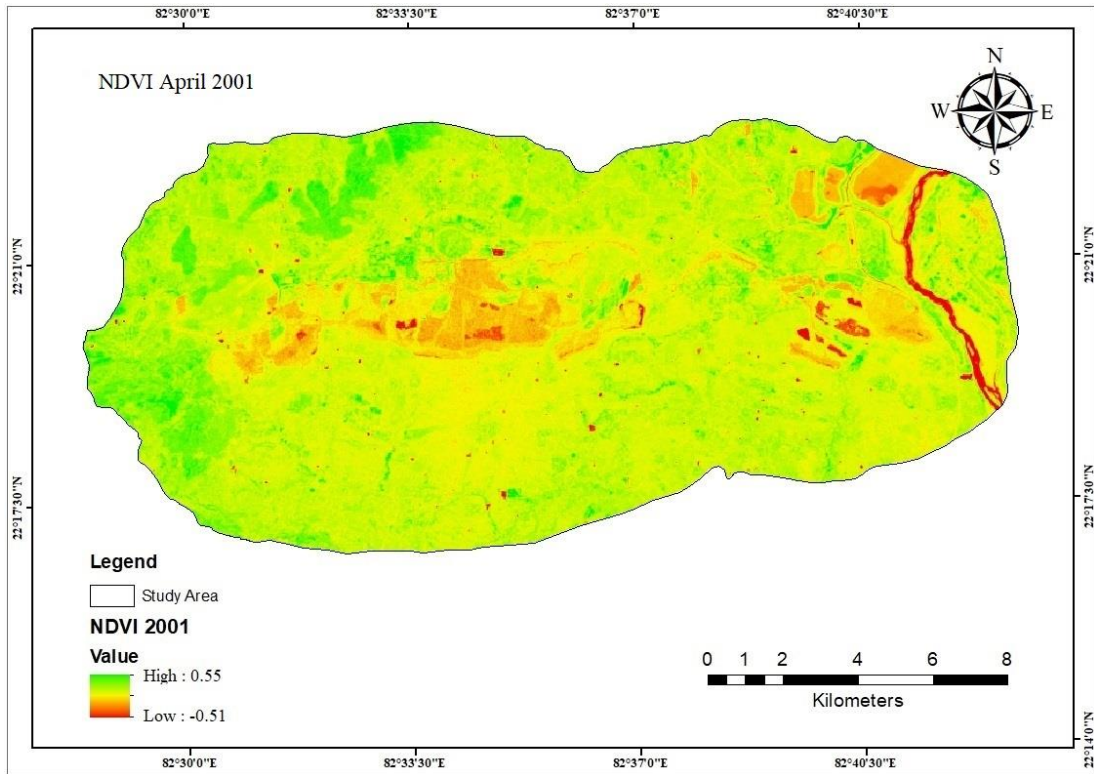 82°30'0"E 82°33'30"E 82°37'0"E 82°40'30"E
NDVI April 2001
N
W E
S
22°21'0"N 22°21'0"N
22°17'30"N 22°17'30"N
Legend
Study Area
NDVI 2001
Value
High : 0.55
Low : -0.51
0 1 2 4 6 8
Kilometers
22°14'0"N
82°30'0"E 82°33'30"E 82°37'0"E 82°40'30"E